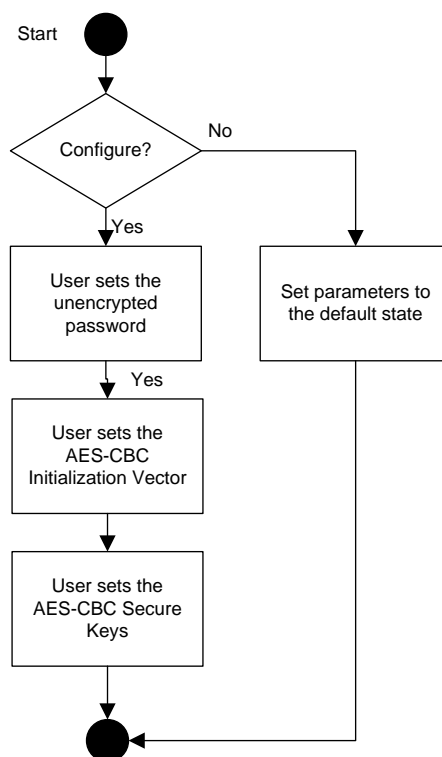 Start
Configure?
No
Yes
User sets the
unencrypted
password
Set parameters to
the default state
Yes
User sets the
AES-CBC
Initialization Vector
User sets the
AES-CBC Secure
Keys